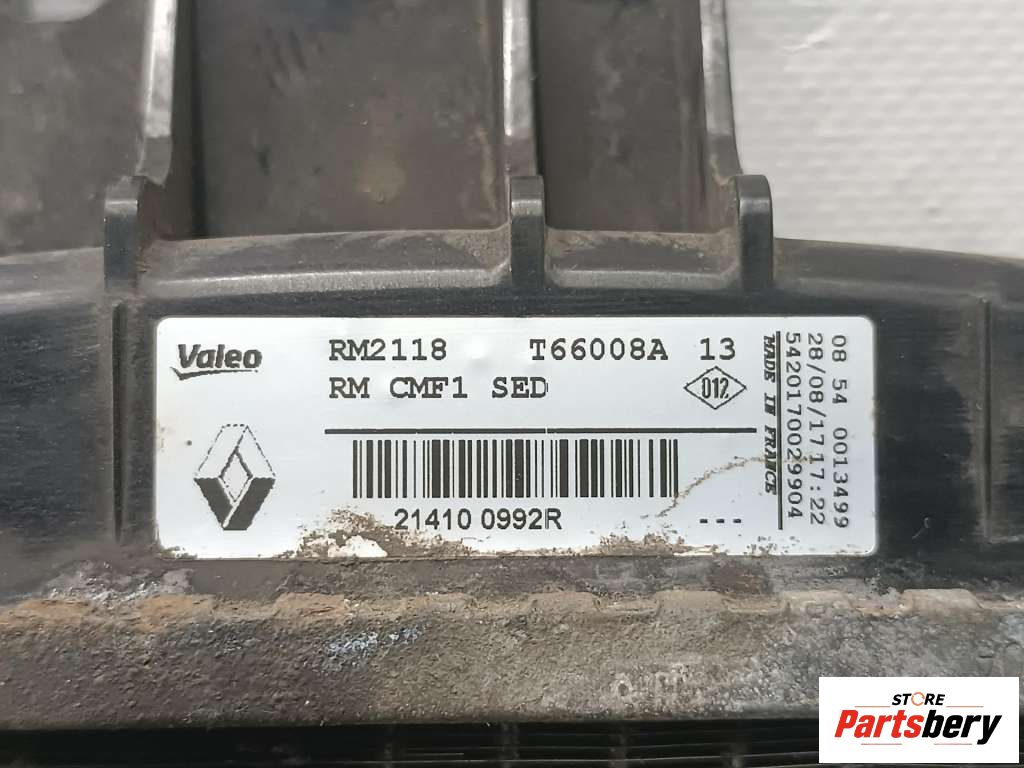 Valeo
RM2118 T66008A 13
RM CMF1 SED
012
21410 0992R
---
MADE IN FRANCE
5420170029904
28/08/17 17:22
08 54 0013499
STORE
Partsbery